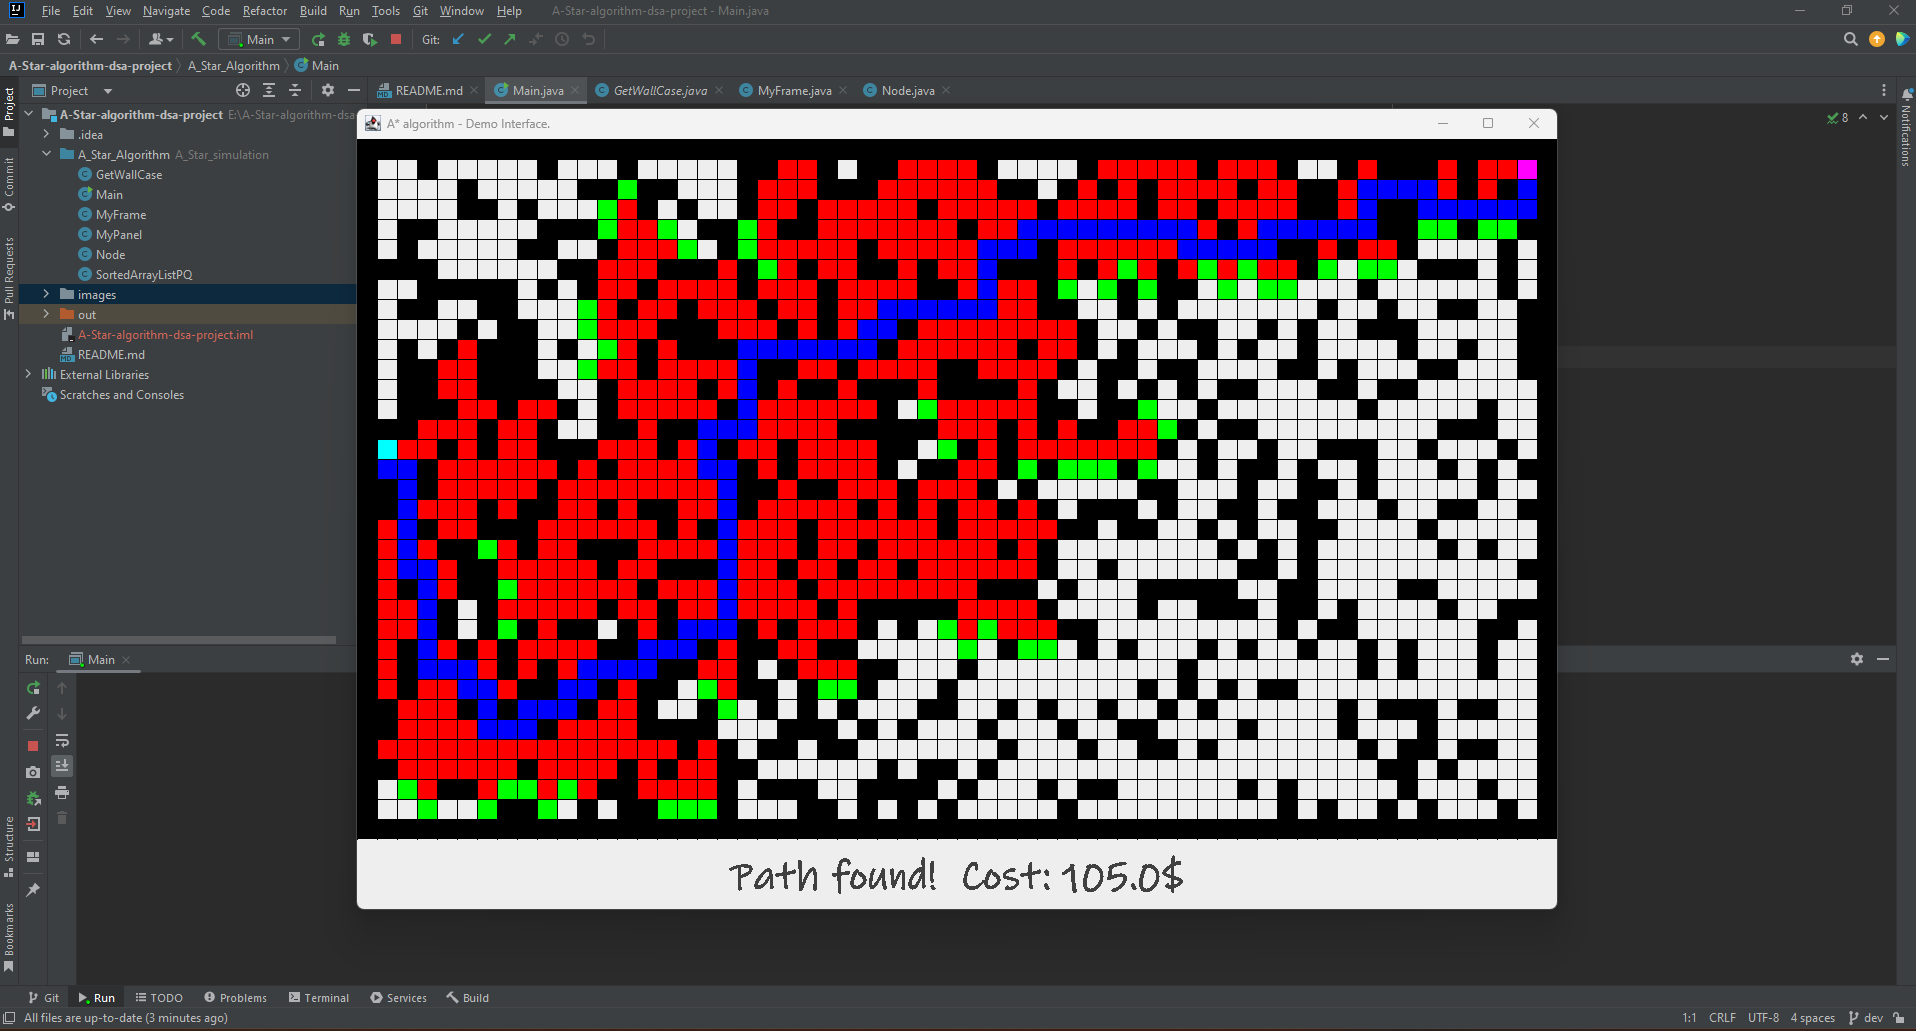 File Edit View Navigate Code Refactor Build Run Tools Git Window Help A-Star-algorithm-dsa-project - Main.java
Main Git:
A-Star-algorithm-dsa-project A_Star_Algorithm Main
Project
README.md Main.java GetWallCase.java MyFrame.java Node.java
A-Star-algorithm-dsa-project E:\A-Star-algorithm-dsa
.idea
A_Star_Algorithm A_Star_simulation
GetWallCase
Main
MyFrame
MyPanel
Node
SortedArrayListPQ
images
out
A-Star-algorithm-dsa-project.iml
README.md
External Libraries
Scratches and Consoles
8
A* algorithm - Demo Interface.
Path found! Cost: 105.0$
Run: Main
Project
Commit
Pull Requests
Structure
Bookmarks
Notifications
Git Run TODO Problems Terminal Services Build
All files are up-to-date (3 minutes ago) 1:1 CRLF UTF-8 4 spaces dev